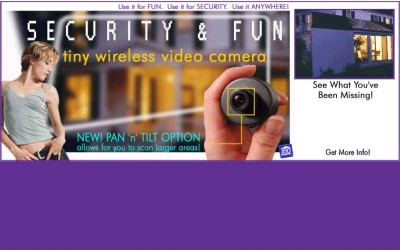 Use it for FUN. Use it for SECURITY. Use it ANYWHERE!
SECURITY & FUN
tiny wireless video camera
NEW! PAN 'n' TILT OPTION
allows for you to scan larger areas!
See What You've
Been Missing!
Get More Info!